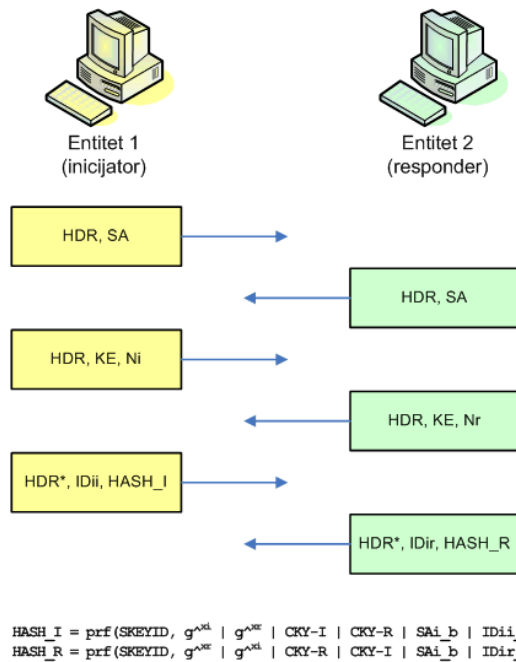 Entitet 1
(inicijator)
Entitet 2
(responder)
HDR, SA
HDR, SA
HDR, KE, Ni
HDR, KE, Nr
HDR*, IDii, HASH_I
HDR*, IDir, HASH_R
HASH_I = prf(SKEYID, g^xi | g^xr | CKY-I | CKY-R | SAi_b | IDii_
HASH_R = prf(SKEYID, g^xr | g^xi | CKY-R | CKY-I | SAi_b | IDir_